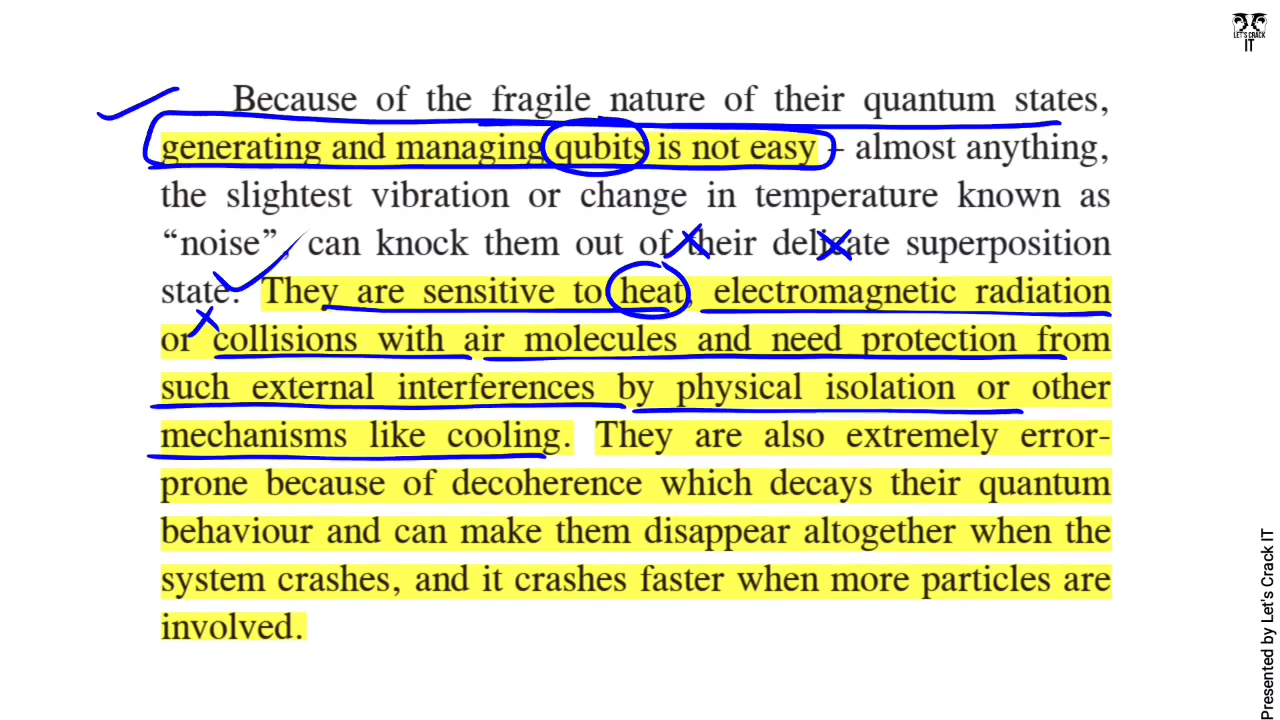 LET'S CRACK
IT
Because of the fragile nature of their quantum states,
generating and managing qubits is not easy – almost anything,
the slightest vibration or change in temperature known as
“noise”, can knock them out of their delicate superposition
state. They are sensitive to heat, electromagnetic radiation
or collisions with air molecules and need protection from
such external interferences by physical isolation or other
mechanisms like cooling. They are also extremely error-
prone because of decoherence which decays their quantum
behaviour and can make them disappear altogether when the
system crashes, and it crashes faster when more particles are
involved.
Presented by Let's Crack IT